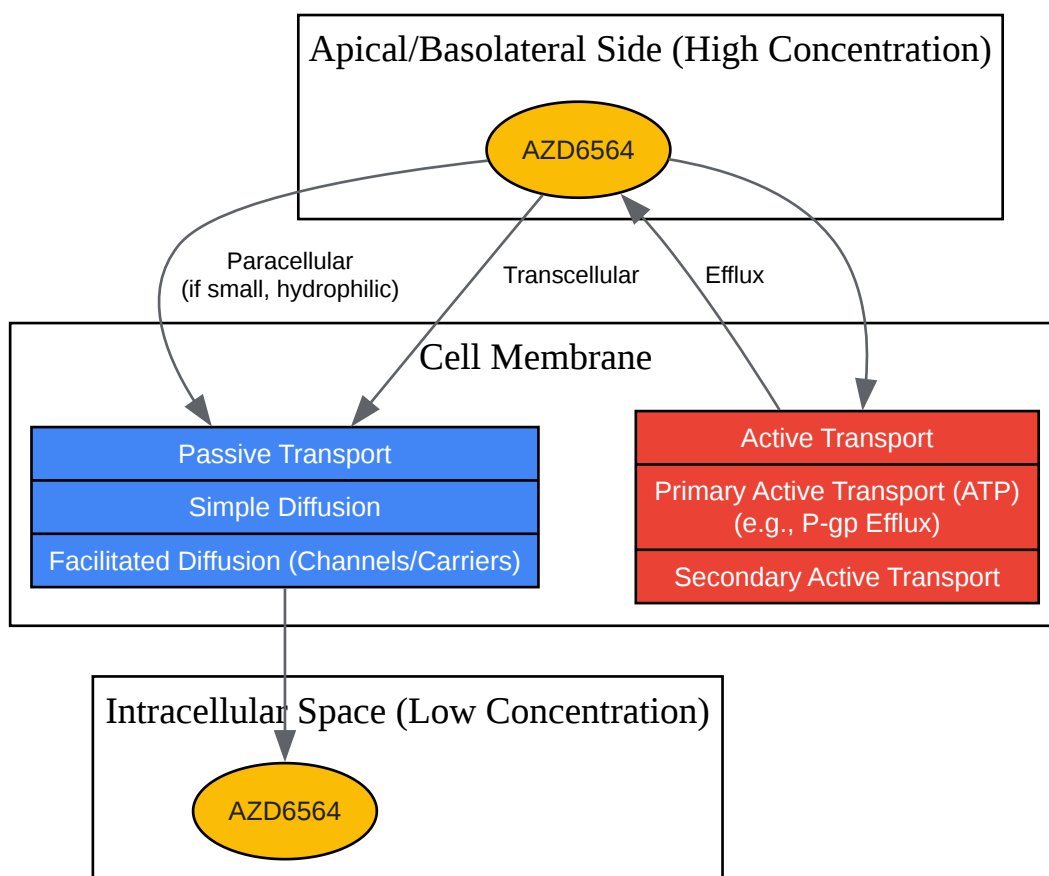 Apical/Basolateral Side (High Concentration)
AZD6564
Paracellular
(if small, hydrophilic)
Transcellular
Efflux
Cell Membrane
Passive Transport
Simple Diffusion
Facilitated Diffusion (Channels/Carriers)
Active Transport
Primary Active Transport (ATP)
(e.g., P-gp Efflux)
Secondary Active Transport
Intracellular Space (Low Concentration)
AZD6564